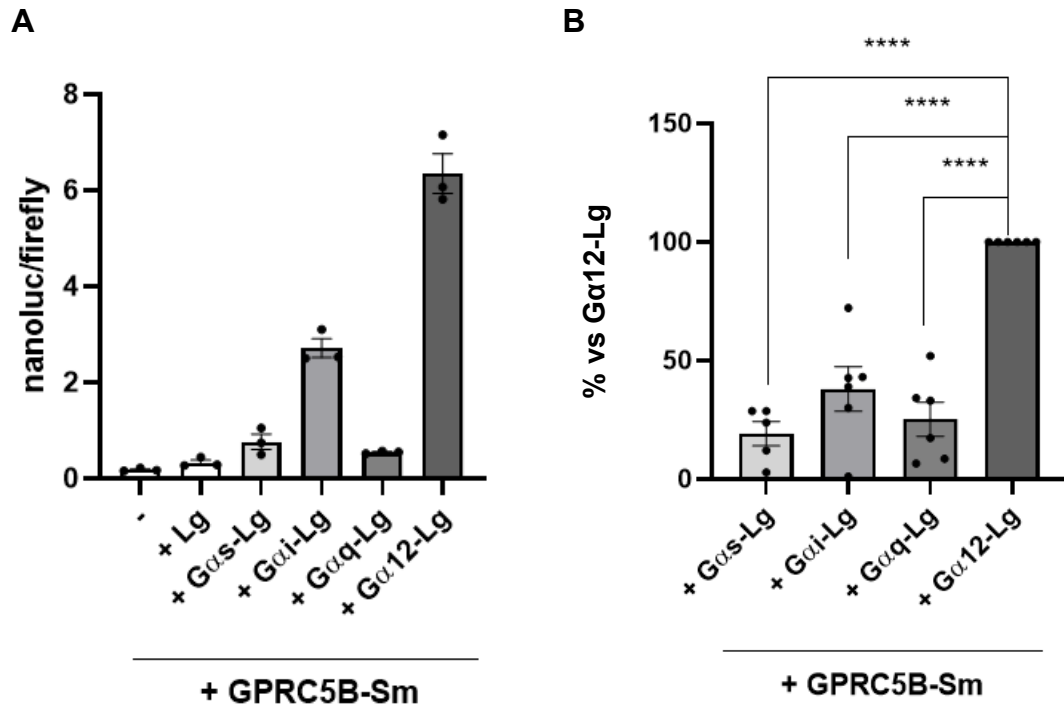 A
nanoluc/firefly
8
6
4
2
0
-
+ Lg
+ Gαs-Lg
+ Gαi-Lg
+ Gαq-Lg
+ Gα12-Lg
+ GPRC5B-Sm
B
% vs Gα12-Lg
****
****
****
150
100
50
0
+ Gαs-Lg
+ Gαi-Lg
+ Gαq-Lg
+ Gα12-Lg
+ GPRC5B-Sm